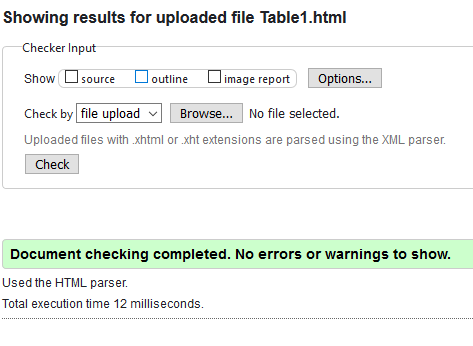 Showing results for uploaded file Table1.html
Checker Input
Show source outline image report Options...
Check by file upload Browse... No file selected.
Uploaded files with .xhtml or .xht extensions are parsed using the XML parser.
Check
Document checking completed. No errors or warnings to show.
Used the HTML parser.
Total execution time 12 milliseconds.